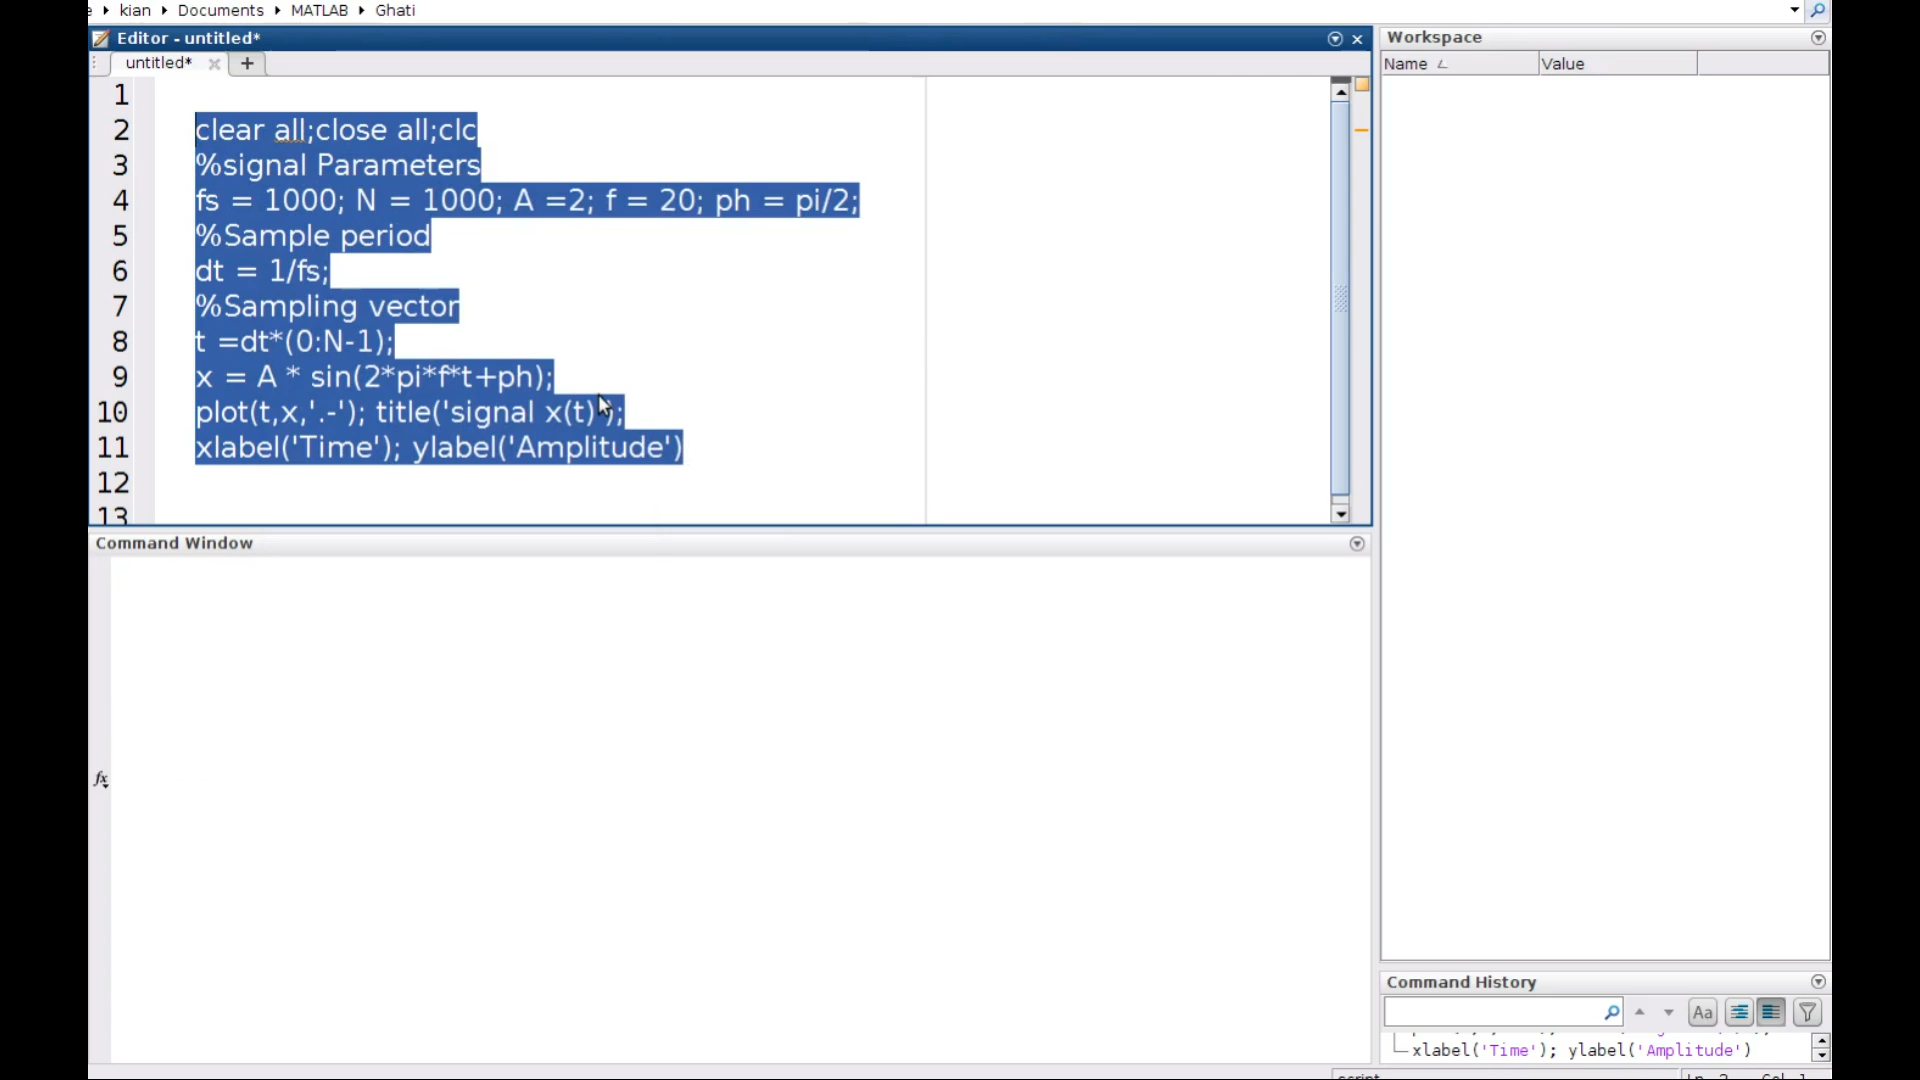 e ▸ kian ▸ Documents ▸ MATLAB ▸ Ghati
Editor - untitled*
untitled*
1
2 clear all;close all;clc
3 %signal Parameters
4 fs = 1000; N = 1000; A =2; f = 20; ph = pi/2;
5 %Sample period
6 dt = 1/fs;
7 %Sampling vector
8 t =dt*(0:N-1);
9 x = A * sin(2*pi*f*t+ph);
10 plot(t,x,'.-'); title('signal x(t)');
11 xlabel('Time'); ylabel('Amplitude')
12
13
Command Window
fx
Workspace
Name Value
Command History
Aa
xlabel('Time'); ylabel('Amplitude')
script